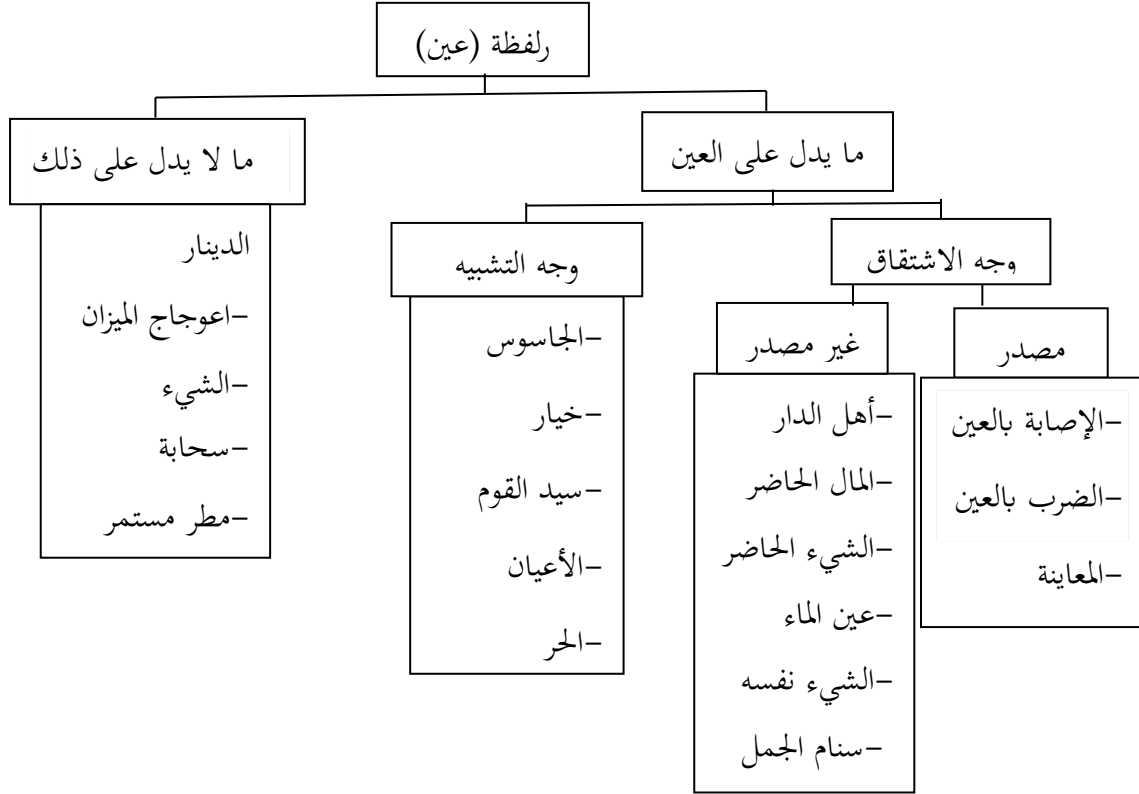 رلفظة (عين)
ما يدل على العين
ما لا يدل على ذلك
وجه الاشتقاق
وجه التشبيه
مصدر
غير مصدر
-الإصابة بالعين
-الضرب بالعين
-المعاينة
-أهل الدار
-المال الحاضر
-الشيء الحاضر
-عين الماء
-الشيء نفسه
-سنام الجمل
-الجاسوس
-خيار
-سيد القوم
-الأعيان
-الحر
الدينار
-اعوجاج الميزان
-الشيء
-سحابة
-مطر مستمر